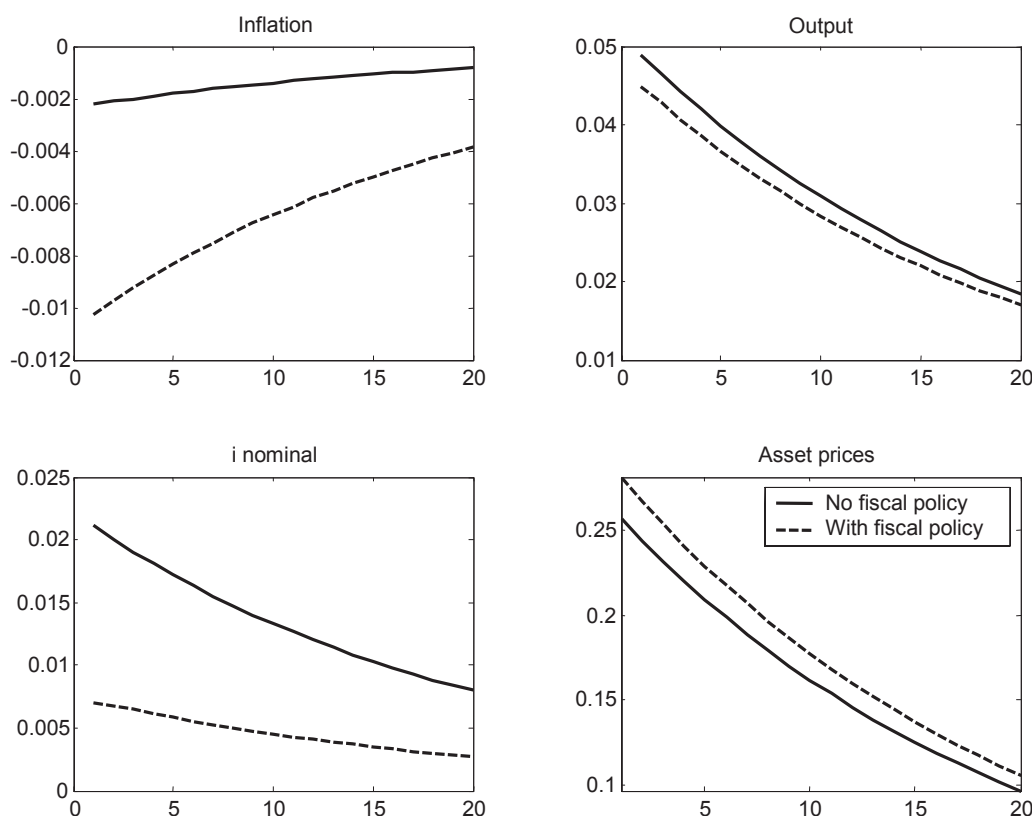 Inflation
0
-0.002
-0.004
-0.006
-0.008
-0.01
-0.012
0 5 10 15 20
Output
0.05
0.04
0.03
0.02
0.01
0 5 10 15 20
i nominal
0.025
0.02
0.015
0.01
0.005
0
0 5 10 15 20
Asset prices
0.25
0.2
0.15
0.1
5 10 15 20
No fiscal policy
With fiscal policy